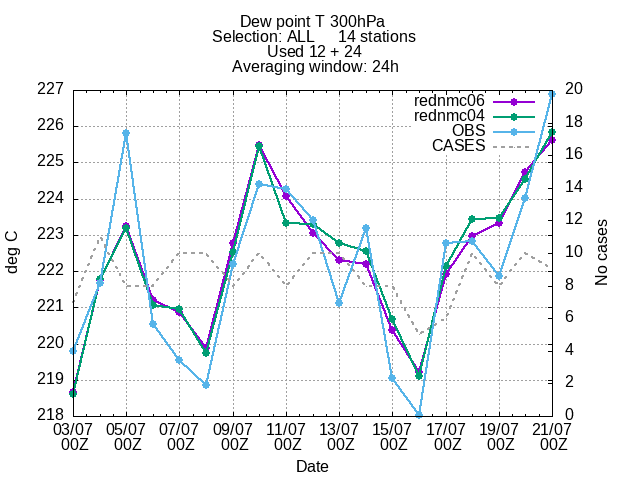 Dew point T 300hPa
Selection: ALL 14 stations
Used 12 + 24
Averaging window: 24h
rednmc06
rednmc04
OBS
CASES
227
226
225
224
223
222
221
220
219
218
deg C
20
18
16
14
12
10
8
6
4
2
0
No cases
03/07 05/07 07/07 09/07 11/07 13/07 15/07 17/07 19/07 21/07
00Z 00Z 00Z 00Z 00Z 00Z 00Z 00Z 00Z 00Z
Date